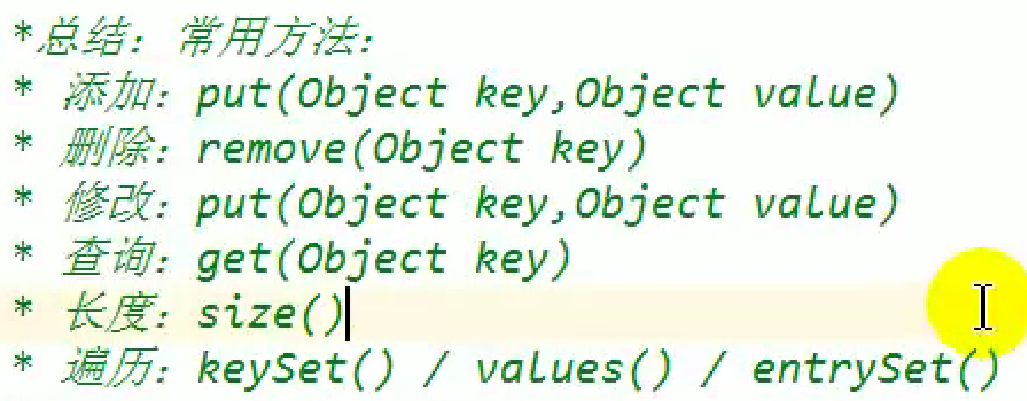 *总结：常用方法：
* 添加：put(Object key,Object value)
* 删除：remove(Object key)
* 修改：put(Object key,Object value)
* 查询：get(Object key)
* 长度：size()
* 遍历：keySet() / values() / entrySet()